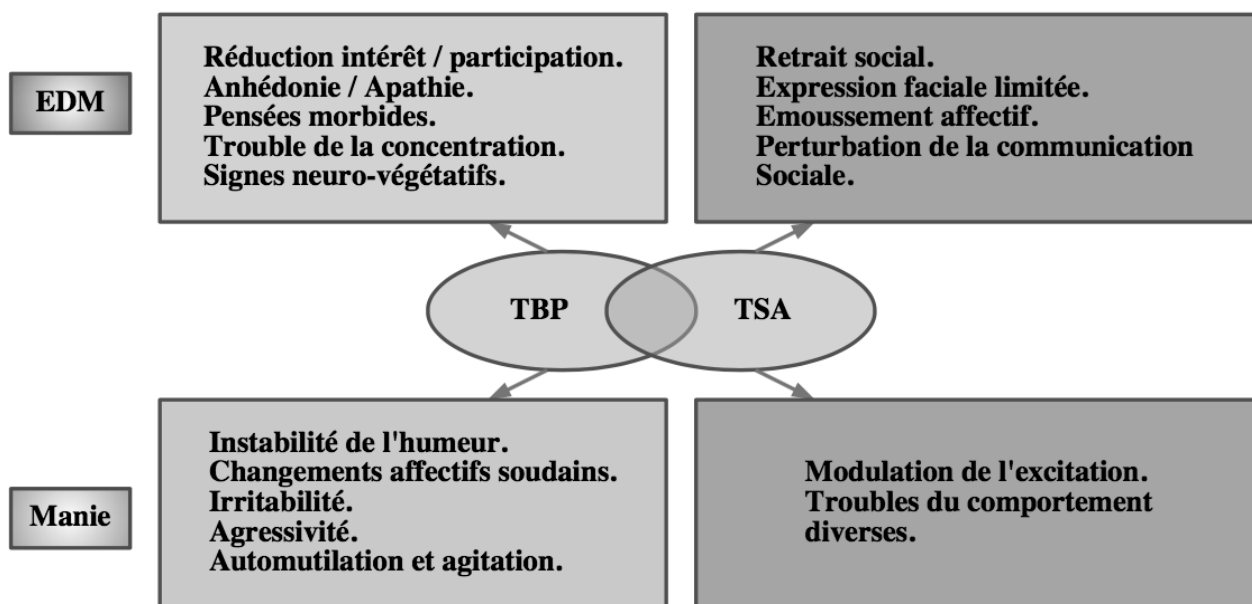 EDM
Réduction intérêt / participation.
Anhédonie / Apathie.
Pensées morbides.
Trouble de la concentration.
Signes neuro-végétatifs.
Retrait social.
Expression faciale limitée.
Emoussement affectif.
Perturbation de la communication
Sociale.
TBP
TSA
Manie
Instabilité de l'humeur.
Changements affectifs soudains.
Irritabilité.
Agressivité.
Automutilation et agitation.
Modulation de l'excitation.
Troubles du comportement
diverses.